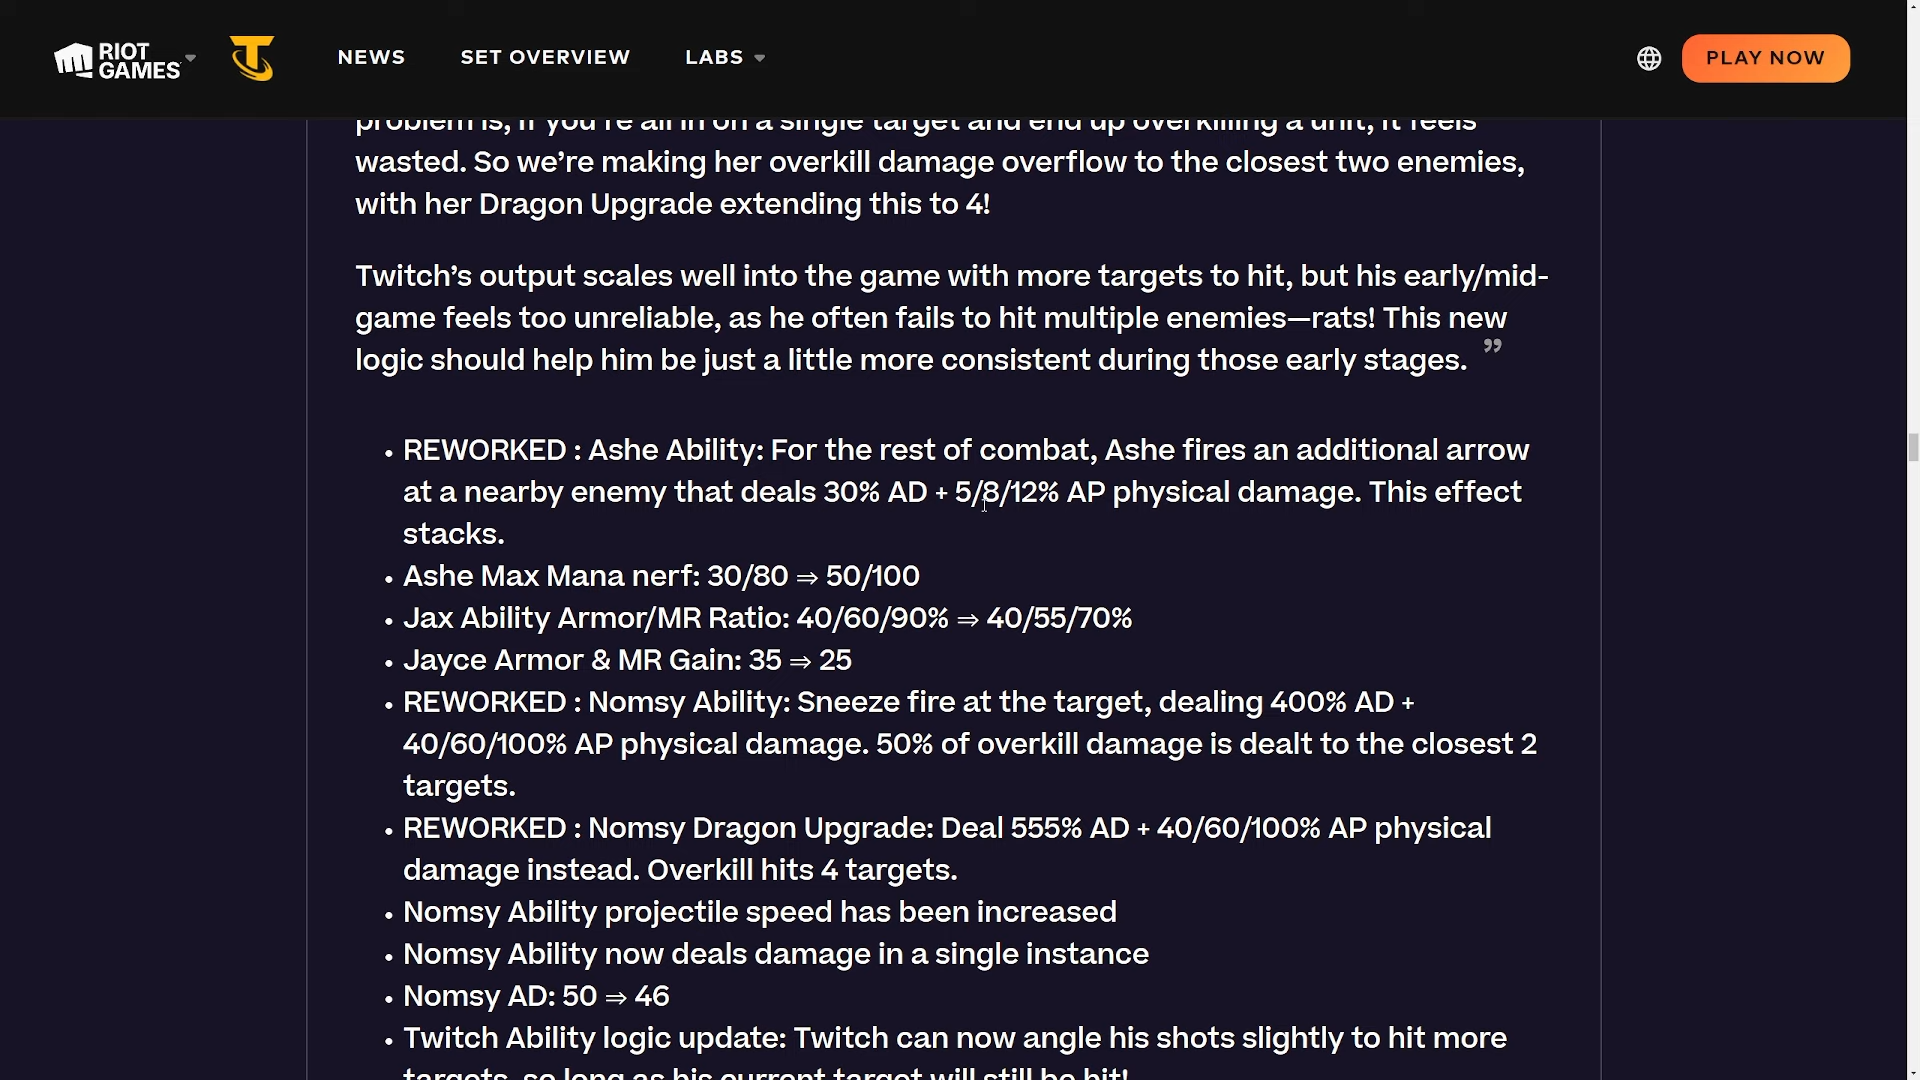 RIOT GAMES
NEWS
SET OVERVIEW
LABS
PLAY NOW
problem is, if you're all in on a single target and end up overkilling a unit, it feels
wasted. So we're making her overkill damage overflow to the closest two enemies,
with her Dragon Upgrade extending this to 4!
Twitch’s output scales well into the game with more targets to hit, but his early/mid-
game feels too unreliable, as he often fails to hit multiple enemies—rats! This new
logic should help him be just a little more consistent during those early stages. ”
• REWORKED : Ashe Ability: For the rest of combat, Ashe fires an additional arrow
at a nearby enemy that deals 30% AD + 5/8/12% AP physical damage. This effect
stacks.
• Ashe Max Mana nerf: 30/80 ⇒ 50/100
• Jax Ability Armor/MR Ratio: 40/60/90% ⇒ 40/55/70%
• Jayce Armor & MR Gain: 35 ⇒ 25
• REWORKED : Nomsy Ability: Sneeze fire at the target, dealing 400% AD +
40/60/100% AP physical damage. 50% of overkill damage is dealt to the closest 2
targets.
• REWORKED : Nomsy Dragon Upgrade: Deal 555% AD + 40/60/100% AP physical
damage instead. Overkill hits 4 targets.
• Nomsy Ability projectile speed has been increased
• Nomsy Ability now deals damage in a single instance
• Nomsy AD: 50 ⇒ 46
• Twitch Ability logic update: Twitch can now angle his shots slightly to hit more
targets, so long as his current target will still be hit!